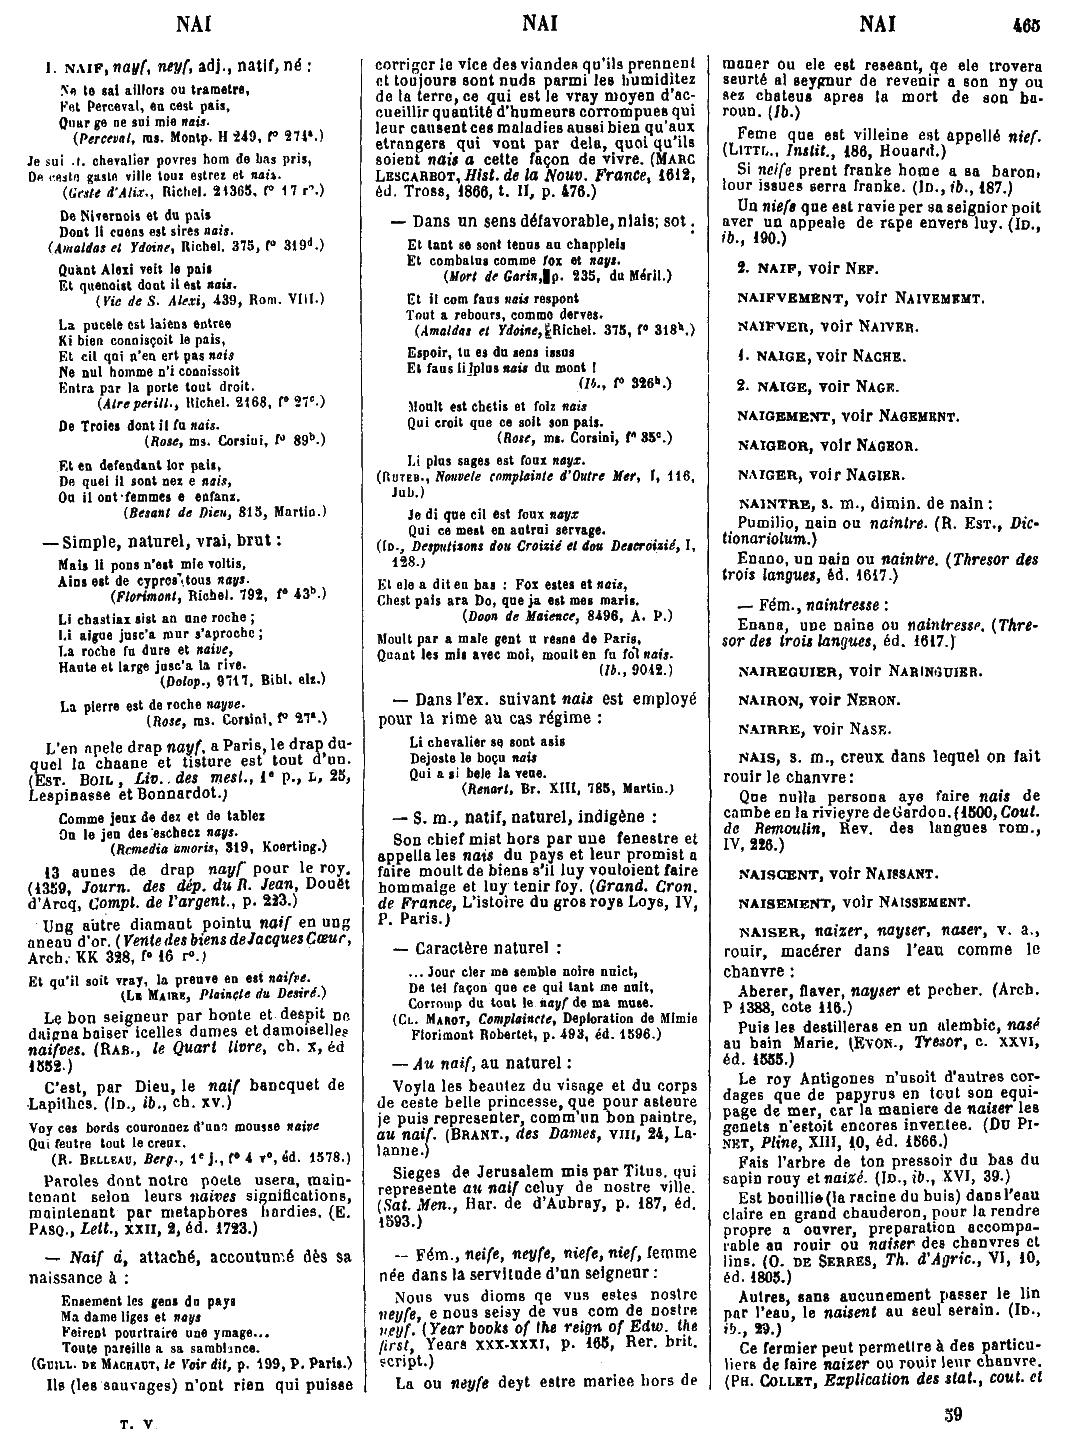 NAI
NAI
NAI
465
1. NAIF, nayf, neyf, adj., natif, né :
Ne te sai aillors ou trametre,
Fet Perceval, en cest pais,
Quar ge ne sui mie nais.
(Perceval, ms. Montp. H 249, fº 274ª.)
Je sui .I. chevalier povres hom de bas pris,
De ceste gaste ville touz estrez et nais.
(Geste d'Alix., Richel. 24365, fº 17 rº.)
De Nivernois et du pais
Dont li cuens est sires nais.
(Amaldas et Ydoine, Richel. 375, fº 319ᵈ.)
Quant Alexi voit le pais
Et quenoist dont il est nais.
(Vie de S. Alexi, 439, Rom. VIII.)
La pucele est laiens entree
Ki bien connisçoit le pais,
Et cil qui n'en ert pas nais
Ne nul homme n'i connissoit
Entra par la porte tout droit.
(Atre perill., Richel. 2168, fº 27ᶜ.)
De Troies dont il fu nais.
(Rose, ms. Corsini, fº 89ᵇ.)
Et en defendant lor pais,
De quei il sont nez e nais,
Ou il ont femmes e enfanz.
(Besant de Dieu, 815, Martin.)
— Simple, naturel, vrai, brut :
Mais li pons n'est mie voltis,
Ains est de cypres tous nays.
(Florimont, Richel. 792, fº 43ᵇ.)
Li chastiax sist an une roche ;
Li aigue jusc'a mur s'aproche ;
La roche fu dure et naive,
Haute et large jusc'a la rive.
(Dolop., 9717, Bibl. elz.)
La pierre est de roche nayve.
(Rose, ms. Corsini, fº 27ª.)
L'en apele drap nayf, a Paris, le drap du-
quel la chaane et tisture est tout d'un.
(EST. BOIL, Liv. des mest., 1ᵉ p., L, 25,
Lespinasse et Bonnardot.)
Comme jeux de dez et de tables
Ou le jeu des eschecz nays.
(Remedia amoris, 319, Koerting.)
13 aunes de drap nayf pour le roy.
(1359, Journ. des dép. du R. Jean, Douët
d'Arcq, Compt. de l'argent., p. 223.)
Ung autre diamant pointu naif en ung
aneau d'or. (Vente des biens de Jacques Cœur,
Arch. KK 328, fº 16 rº.)
Et qu'il soit vray, la preuve en est naifve.
(LE MAIRE, Plaincte du Desiré.)
Le bon seigneur par honte et despit ne
daigna baiser icelles dames et damoiselles
naifves. (RAB., le Quart livre, ch. X, éd
1552.)
C'est, par Dieu, le naif bancquet de
Lapithes. (ID., ib., ch. XV.)
Voy ces bords couronnez d'une mousse naive
Qui feutre tout le creux.
(R. BELLEAU, Berg., 1ᵉ j., fº 4 vº, éd. 1578.)
Paroles dont notre poete usera, main-
tenant selon leurs naives significations,
maintenant par metaphores hardies. (E.
PASQ., Lett., XXII, 2, éd. 1723.)
— Naif á, attaché, accoutumé dès sa
naissance à :
Ensement les gens du pays
Ma dame liges et nays
Feirent pourtraire une ymage...
Toute pareille a sa samblance.
(GUILL. DE MACHAUT, le Voir dit, p. 199, P. Paris.)
Ils (les sauvages) n'ont rien qui puisse
T. V
corriger le vice des viandes qu'ils prennent
et toujours sont nuds parmi les humiditez
de la terre, ce qui est le vray moyen d'ac-
cueillir quantité d'humeurs corrompues qui
leur causent ces maladies aussi bien qu'aux
etrangers qui vont par dela, quoi qu'ils
soient nais a cette façon de vivre. (MARC
LESCARBOT, Hist. de la Nouv. France, 1612,
éd. Tross, 1866, t. II, p. 476.)
— Dans un sens défavorable, niais; sot :
Et tant se sont tenus au chapplels
Et combatus comme fox et nays.
(Mort de Garin, p. 235, du Méril.)
Et il com faus nais respont
Tout a rebours, comme derves.
(Amaldas et Ydoine, Richel. 375, fº 318ᵇ.)
Espoir, tu es du sens issus
Et faus li plus nais du mont !
(Ib., fº 326ᵇ.)
Moult est chetis et folz nais
Qui croit que ce soit son pais.
(Rose, ms. Corsini, fº 35ᶜ.)
Li plus sages est foux nayx.
(RUTEB., Nouvele complainte d'Outre Mer, I, 116,
Jub.)
Je di que cil est foux nayx
Qui ce mest en autrui servage.
(ID., Desputizons dou Croizié et dou Descroizié, I,
128.)
Et ele a dit en bas : Fox estes et nais,
Chest pais ara Do, que ja est mes maris.
(Doon de Maience, 8496, A. P.)
Moult par a male gent u resne de Paris,
Quant les mis avec moi, moult en fu fol nais.
(Ib., 9042.)
— Dans l'ex. suivant nais est employé
pour la rime au cas régime :
Li chevalier se sont asis
Dejoste le boçu nais
Qui a si bele la veue.
(Renart, Br. XIII, 785, Martin.)
— S. m., natif, naturel, indigène :
Son chief mist hors par une fenestre et
appella les nais du pays et leur promist a
faire moult de biens s'il luy vouloient faire
hommaige et luy tenir foy. (Grand. Cron.
de France, L'istoire du gros roys Loys, IV,
P. Paris.)
— Caractère naturel :
... Jour cler me semble noire nuict,
De tel façon que ce qui tant me nuit,
Corromp du tout le nayf de ma muse.
(CL. MAROT, Complaincte, Deploration de Mimie
Florimont Robertet, p. 493, éd. 1596.)
— Au naif, au naturel :
Voyla les beautez du visage et du corps
de ceste belle princesse, que pour asteure
je puis representer, comm'un bon paintre,
au naif. (BRANT., des Dames, VIII, 24, La-
lanne.)
Sieges de Jerusalem mis par Titus, qui
represente au naif celuy de nostre ville.
(Sat. Men., Har. de d'Aubray, p. 187, éd.
1593.)
— Fém., neife, neyfe, niefe, nief, femme
née dans la servitude d'un seigneur :
Nous vus dioms qe vus estes nostre
neyfe, e nous seisy de vus com de nostre
neyf. (Year books of the reign of Edw. the
first, Years XXX-XXXI, p. 165, Rer. brit.
script.)
La ou neyfe deyt estre mariee hors de
maner ou ele est reseant, qe ele trovera
seurté al seygnur de revenir a son ny ou
sez chateus apres la mort de son ba-
roun. (Ib.)
Feme que est villeine est appellé nief.
(LITTL., Instit., 186, Houard.)
Si neife prent franke home a sa baron,
lour issues serra franke. (ID., ib., 187.)
Un niefe que est ravie per sa seignior poit
aver un appeale de rape envers luy. (ID.,
ib., 190.)
2. NAIF, voir NEF.
NAIFVEMENT, voir NAIVEMEMT.
NAIFVER, voir NAIVER.
1. NAIGE, voir NACHE.
2. NAIGE, voir NAGE.
NAIGEMENT, voir NAGEMENT.
NAIGEOR, voir NAGEOR.
NAIGER, voir NAGIER.
NAINTRE, s. m., dimin. de nain :
Pumilio, nain ou naintre. (R. EST., Dic-
tionariolum.)
Enano, un nain ou naintre. (Thresor des
trois langues, éd. 1617.)
— Fém., naintresse :
Enana, une naine ou naintresse. (Thre-
sor des trois langues, éd. 1617.)
NAIREGUIER, voir NARINGUIER.
NAIRON, voir NERON.
NAIRRE, voir NASE.
NAIS, s. m., creux dans lequel on fait
rouir le chanvre :
Que nulla persona aye faire nais de
cambe en la rivieyre de Gardon. (1500, Cout.
de Remoulin, Rev. des langues rom.,
IV, 226.)
NAISCENT, voir NAISSANT.
NAISEMENT, voir NAISSEMENT.
NAISER, naizer, nayser, naser, v. a.,
rouir, macérer dans l'eau comme le
chanvre :
Aberer, flaver, nayser et pecher. (Arch.
P 1388, cote 116.)
Puis les destilleras en un alembic, nasé
au bain Marie. (EVON., Tresor, c. XXVI,
éd. 1555.)
Le roy Antigones n'usoit d'autres cor-
dages que de papyrus en tout son equi-
page de mer, car la maniere de naiser les
genets n'estoit encores inventee. (DU PI-
NET, Pline, XIII, 10, éd. 1566.)
Fais l'arbre de ton pressoir du bas du
sapin rouy et naizé. (ID., ib., XVI, 39.)
Est bouillie (la racine du buis) dans l'eau
claire en grand chauderon, pour la rendre
propre a ouvrer, preparation accompa-
rable au rouir ou naiser des chanvres et
lins. (O. DE SERRES, Th. d'Agric., VI, 10,
éd. 1805.)
Autres, sans aucunement passer le lin
par l'eau, le naisent au seul serain. (ID.,
ib., 29.)
Ce fermier peut permettre à des particu-
liers de faire naizer ou rouir leur chanvre.
(PH. COLLET, Explication des stat., cout. et
59